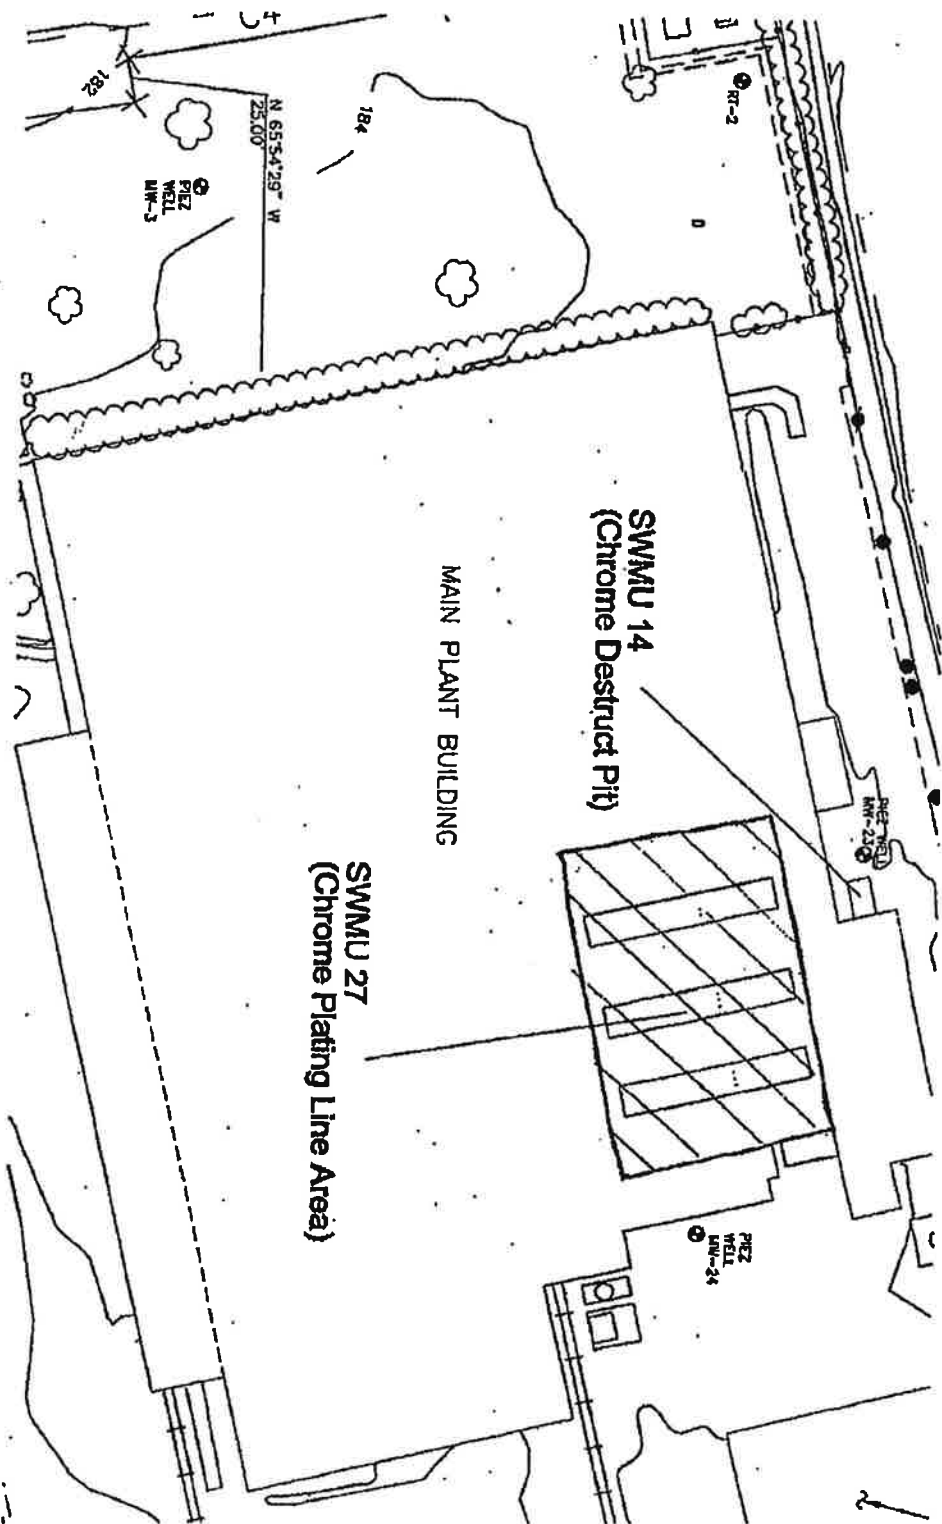 RT-2
184
182
N 65°54'29" W
25.00'
PIEZ
WELL
MW-3
SWMU 14
(Chrome Destruct Pit)
MAIN PLANT BUILDING
PIEZ WELL
MW-23
SWMU 27
(Chrome Plating Line Area)
PIEZ
WELL
MW-24